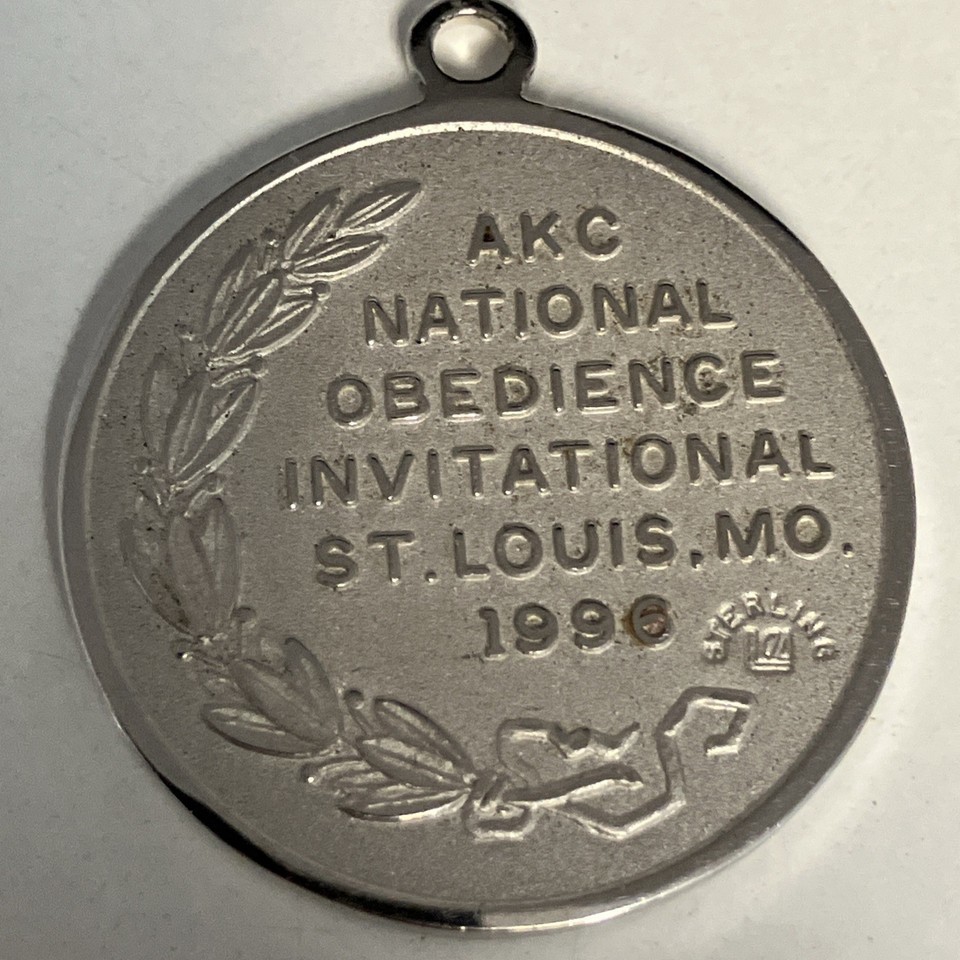 AKC
NATIONAL
OBEDIENCE
INVITATIONAL
ST. LOUIS, MO.
1996
STERLING